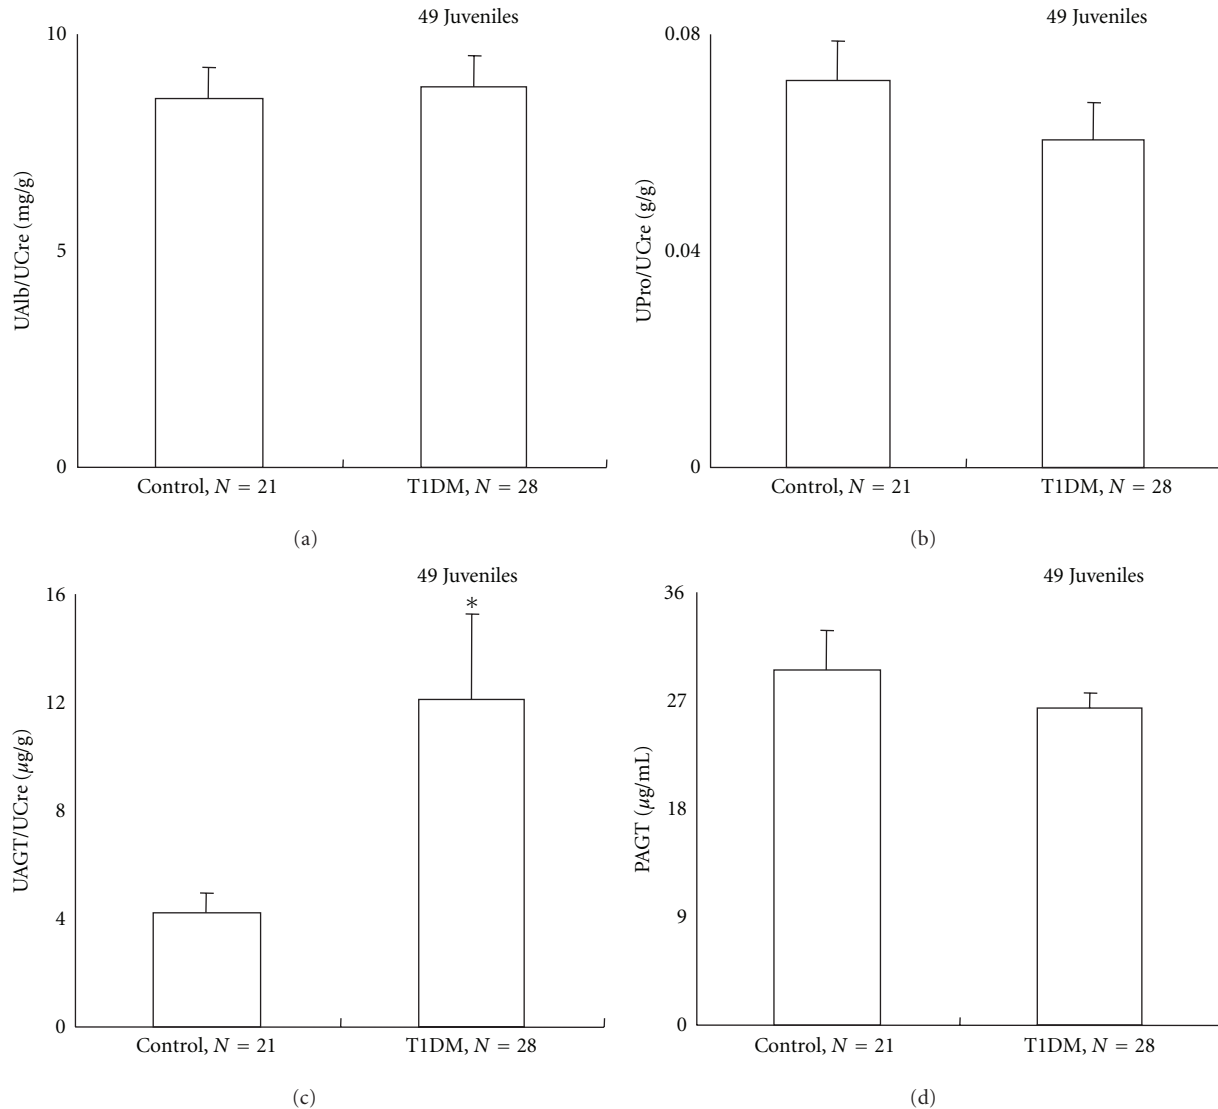 49 Juveniles
10
5
0
UAlb/UCre (mg/g)
Control, N = 21
T1DM, N = 28
(a)
49 Juveniles
0.08
0.04
0
UPro/UCre (g/g)
Control, N = 21
T1DM, N = 28
(b)
49 Juveniles
16
12
8
4
0
UAGT/UCre (μg/g)
*
Control, N = 21
T1DM, N = 28
(c)
49 Juveniles
36
27
18
9
0
PAGT (μg/mL)
Control, N = 21
T1DM, N = 28
(d)